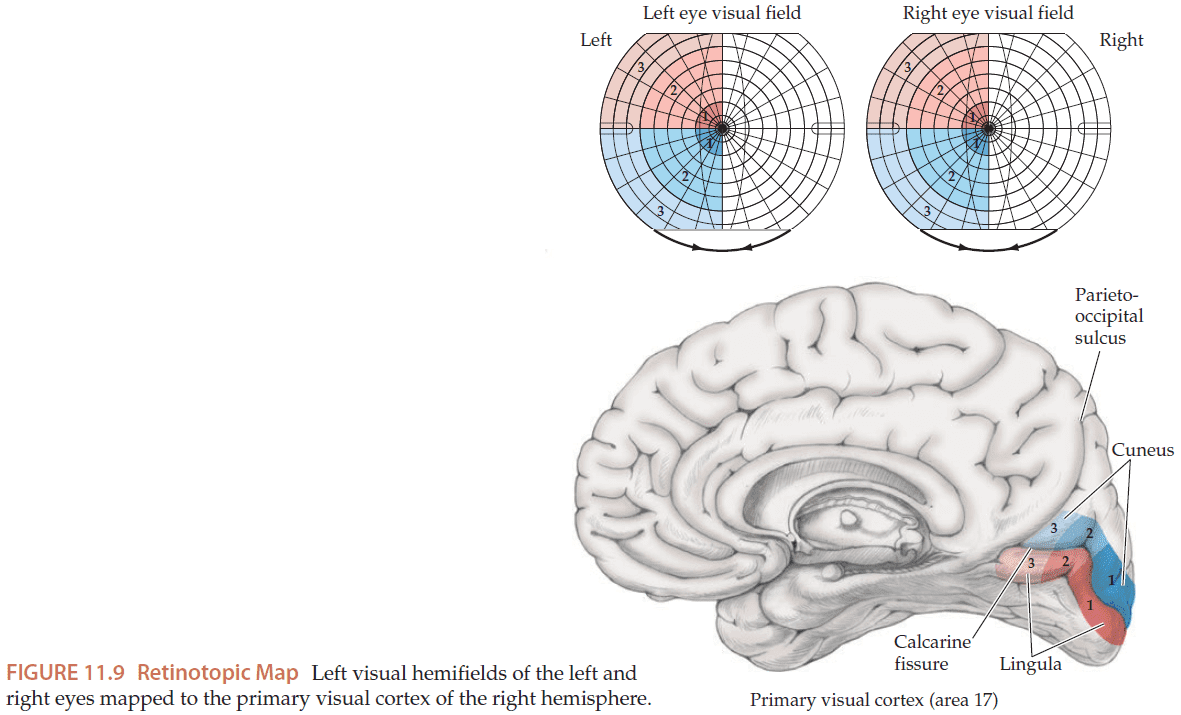 Left eye visual field
Right eye visual field
Left
Right
3
2
1
1
2
3
3
2
1
1
2
3
Parieto-
occipital
sulcus
Cuneus
3
2
3
2
1
1
Calcarine
fissure
Lingula
Primary visual cortex (area 17)
FIGURE 11.9 Retinotopic Map Left visual hemifields of the left and
right eyes mapped to the primary visual cortex of the right hemisphere.